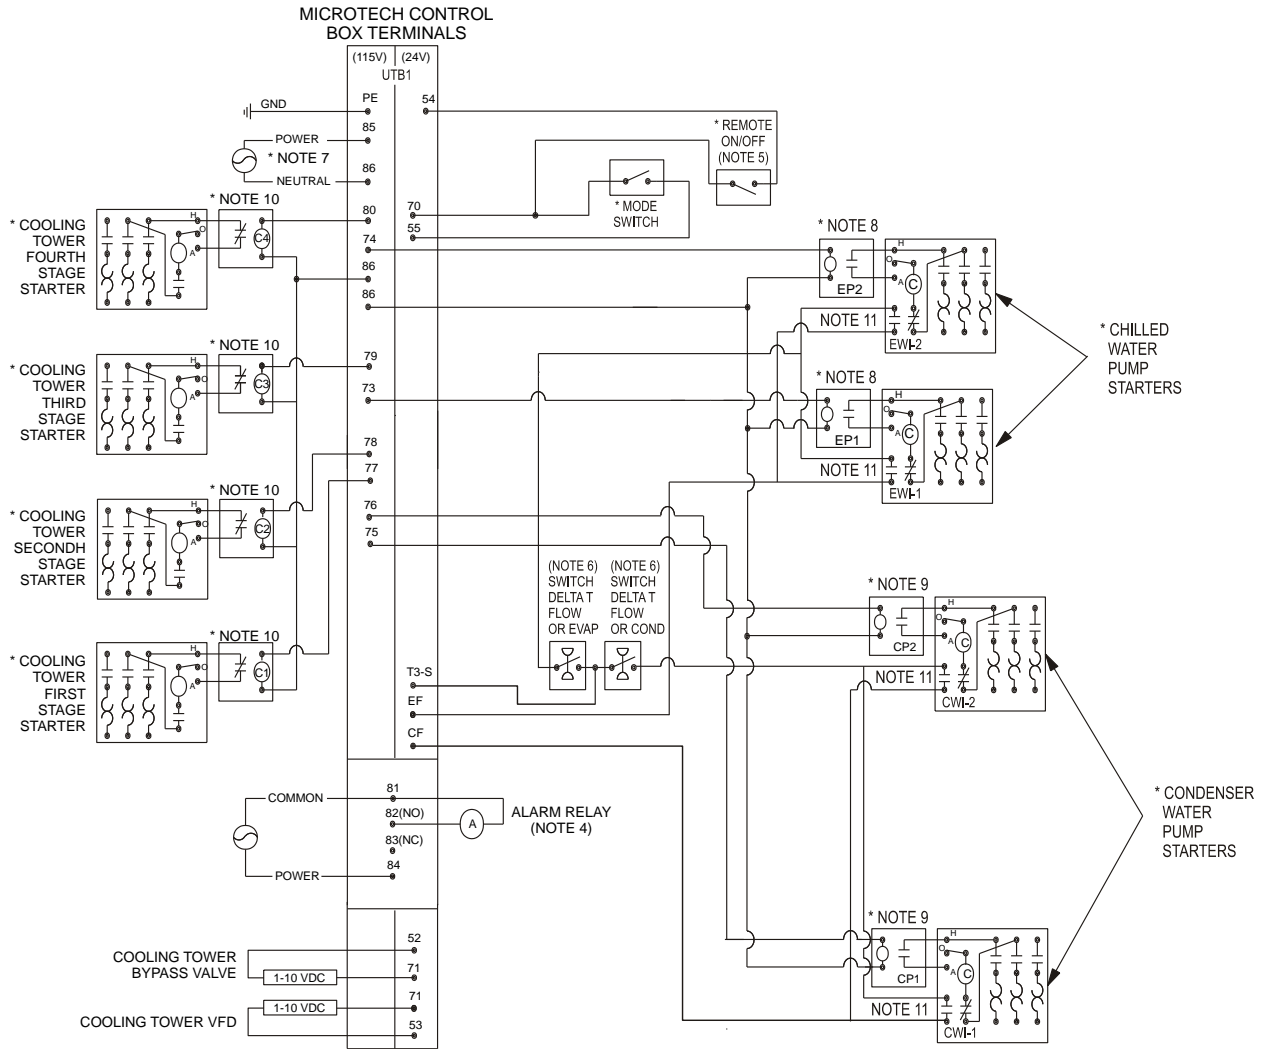 MICROTECH CONTROL
BOX TERMINALS
(115V) (24V)
UTB1
GND
PE
54
85
POWER
* NOTE 7
86
NEUTRAL
* REMOTE
ON/OFF
(NOTE 5)
* MODE
SWITCH
* NOTE 10
80
70
55
74
86
86
* COOLING
TOWER
FOURTH
STAGE
STARTER
H
O
A
C4
* NOTE 8
EP2
H
O
A
C
NOTE 11
EWI-2
* CHILLED
WATER
PUMP
STARTERS
* NOTE 10
79
73
* COOLING
TOWER
THIRD
STAGE
STARTER
H
O
A
C3
* NOTE 8
EP1
H
O
A
C
NOTE 11
EWI-1
78
77
76
75
* NOTE 10
* COOLING
TOWER
SECONDH
STAGE
STARTER
H
O
A
C2
(NOTE 6)
SWITCH
DELTA T
FLOW
OR EVAP
(NOTE 6)
SWITCH
DELTA T
FLOW
OR COND
* NOTE 9
CP2
H
O
A
C
NOTE 11
CWI-2
* NOTE 10
* COOLING
TOWER
FIRST
STAGE
STARTER
H
O
A
C1
T3-S
EF
CF
COMMON
81
82(NO)
83(NC)
84
POWER
A
ALARM RELAY
(NOTE 4)
* CONDENSER
WATER
PUMP
STARTERS
* NOTE 9
CP1
H
O
A
C
NOTE 11
CWI-1
52
COOLING TOWER
BYPASS VALVE
1-10 VDC
71
71
1-10 VDC
COOLING TOWER VFD
53